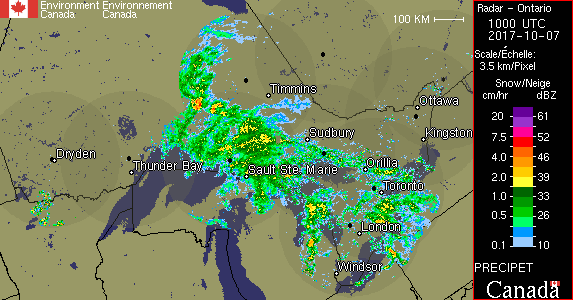 Environment Environnement
Canada Canada
100 KM
Timmins
Ottawa
Sudbury
Kingston
Dryden
Thunder Bay
Sault Ste. Marie
Orillia
Toronto
London
Windsor
Radar - Ontario
1000 UTC
2017-10-07
Scale/Échelle:
3.5 km/Pixel
Snow/Neige
cm/hr dBZ
20 61
10 57
7.5 52
4.0 46
2.0 39
1.0 33
0.5 26
0.1 10
PRECIPET
Canada